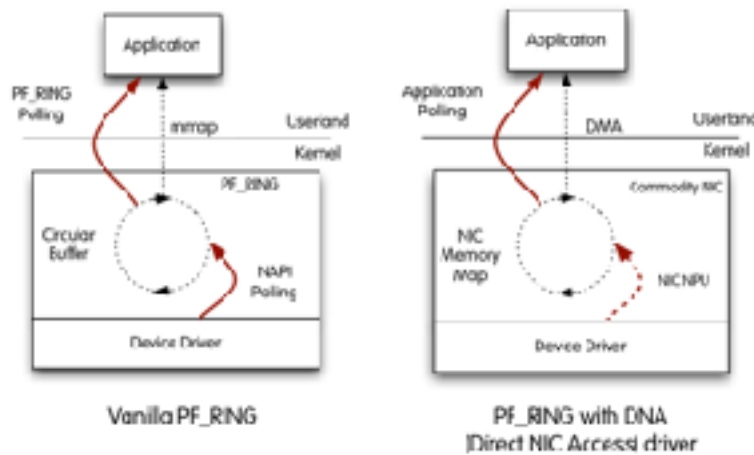 Application
PF_RING
Polling
mmap
Userland
Kernel
PF_RING
Circular
Buffer
NAPI
Polling
Device Driver
Vanilla PF_RING
Application
Application
Polling
DMA
Userland
Kernel
Commodity NIC
NIC
Memory
Map
NIC NPU
Device Driver
PF_RING with DNA
(Direct NIC Access) driver